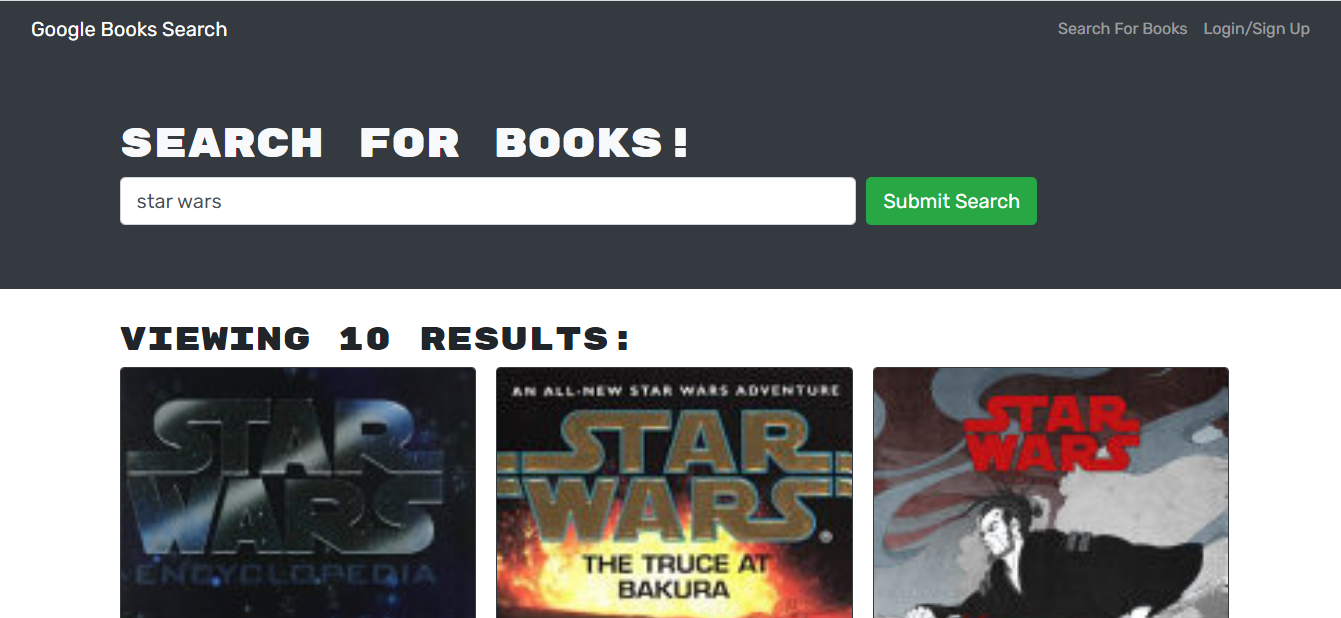 Google Books Search
Search For Books Login/Sign Up
SEARCH FOR BOOKS!
star wars
Submit Search
VIEWING 10 RESULTS:
STAR
WARS
ENCYCLOPEDIA
AN ALL-NEW STAR WARS ADVENTURE
STAR
WARS®
THE TRUCE AT
BAKURA
STAR
WARS